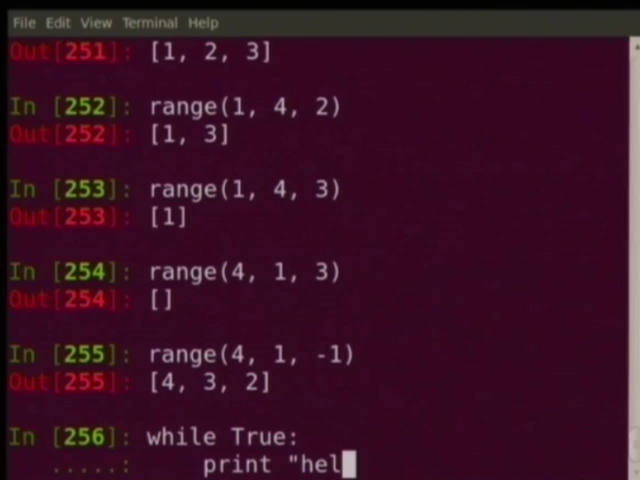 File Edit View Terminal Help
Out[251]: [1, 2, 3]
In [252]: range(1, 4, 2)
Out[252]: [1, 3]
In [253]: range(1, 4, 3)
Out[253]: [1]
In [254]: range(4, 1, 3)
Out[254]: []
In [255]: range(4, 1, -1)
Out[255]: [4, 3, 2]
In [256]: while True:
.....: print "hel